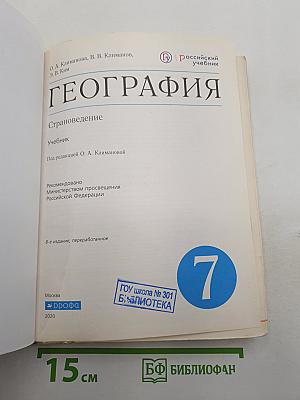 О. А. Климанова, В. В. Климанов,
Э. В. Ким
российский
учебник
ГЕОГРАФИЯ
Страноведение
Учебник
Под редакцией О. А. Климановой
Рекомендовано
Министерством просвещения
Российской Федерации
8-е издание, переработанное
7
ГОУ школа № 301
БИБЛИОТЕКА
Москва
ДРОФА
2020
15 см
БФ БИБЛИОФАН